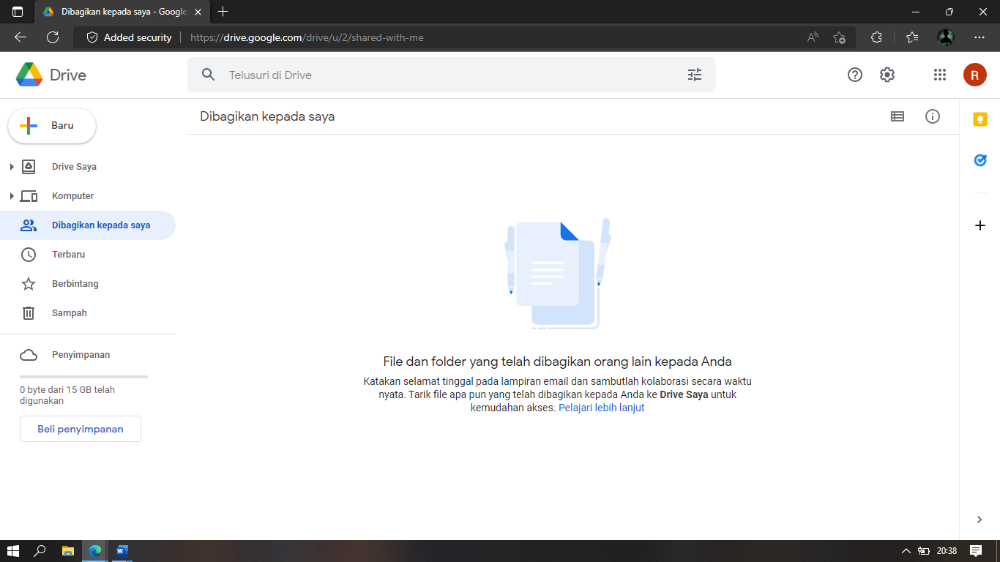 Dibagikan kepada saya - Google
Added security
https://drive.google.com/drive/u/2/shared-with-me
Drive
Telusuri di Drive
R
Baru
Dibagikan kepada saya
Drive Saya
Komputer
Dibagikan kepada saya
Terbaru
Berbintang
Sampah
Penyimpanan
0 byte dari 15 GB telah
digunakan
Beli penyimpanan
File dan folder yang telah dibagikan orang lain kepada Anda
Katakan selamat tinggal pada lampiran email dan sambutlah kolaborasi secara waktu
nyata. Tarik file apa pun yang telah dibagikan kepada Anda ke Drive Saya untuk
kemudahan akses. Pelajari lebih lanjut
20:38